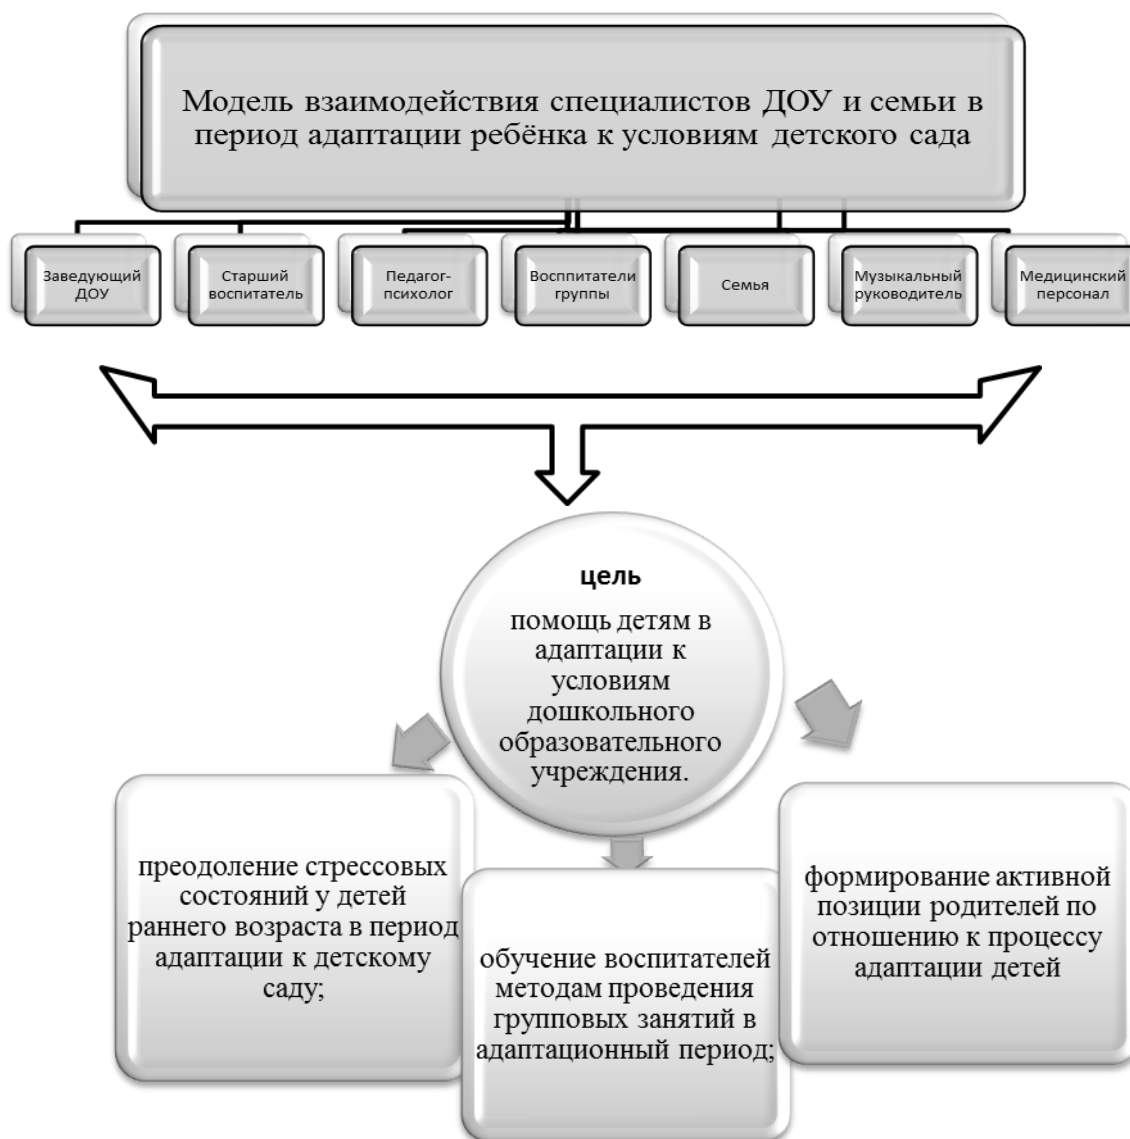 Модель взаимодействия специалистов ДОУ и семьи в
период адаптации ребёнка к условиям детского сада
Заведующий
ДОУ
Старший
воспитатель
Педагог-
психолог
Восппитатели
группы
Семья
Музыкальный
руководитель
Медицинский
персонал
цель
помощь детям в
адаптации к
условиям
дошкольного
образовательного
учреждения.
преодоление стрессовых
состояний у детей
раннего возраста в период
адаптации к детскому
саду;
обучение воспитателей
методам проведения
групповых занятий в
адаптационный период;
формирование активной
позиции родителей по
отношению к процессу
адаптации детей